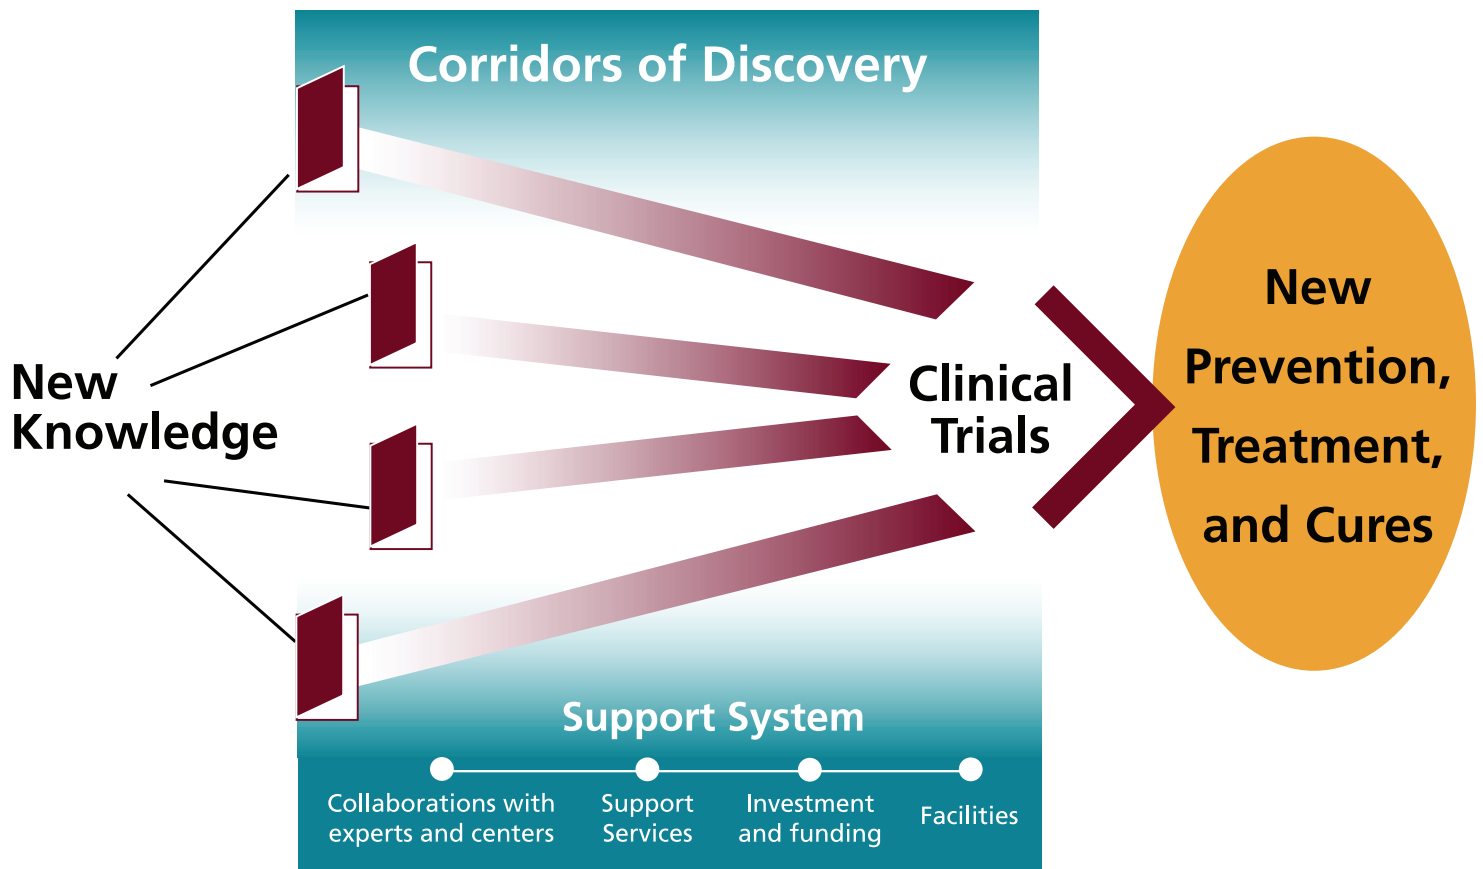 Corridors of Discovery
New
Knowledge
Clinical
Trials
New
Prevention,
Treatment,
and Cures
Support System
Collaborations with
experts and centers
Support
Services
Investment
and funding
Facilities